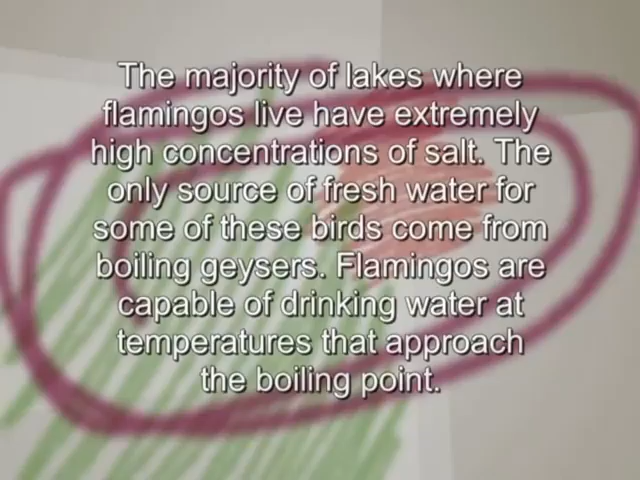 The majority of lakes where
flamingos live have extremely
high concentrations of salt. The
only source of fresh water for
some of these birds come from
boiling geysers. Flamingos are
capable of drinking water at
temperatures that approach
the boiling point.